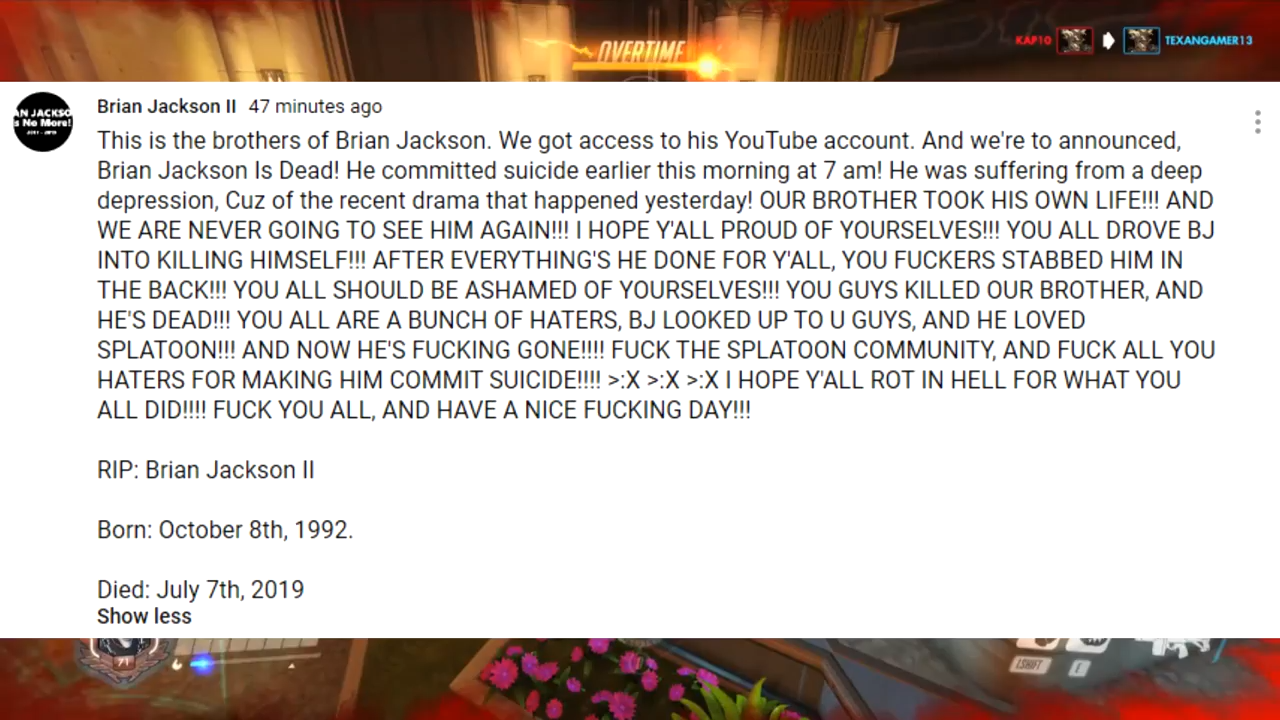 OVERTIME
KAP10 TEXANGAMER13
Brian Jackson II 47 minutes ago
This is the brothers of Brian Jackson. We got access to his YouTube account. And we're to announced,
Brian Jackson Is Dead! He committed suicide earlier this morning at 7 am! He was suffering from a deep
depression, Cuz of the recent drama that happened yesterday! OUR BROTHER TOOK HIS OWN LIFE!!! AND
WE ARE NEVER GOING TO SEE HIM AGAIN!!! I HOPE Y'ALL PROUD OF YOURSELVES!!! YOU ALL DROVE BJ
INTO KILLING HIMSELF!!! AFTER EVERYTHING'S HE DONE FOR Y'ALL, YOU FUCKERS STABBED HIM IN
THE BACK!!! YOU ALL SHOULD BE ASHAMED OF YOURSELVES!!! YOU GUYS KILLED OUR BROTHER, AND
HE'S DEAD!!! YOU ALL ARE A BUNCH OF HATERS, BJ LOOKED UP TO U GUYS, AND HE LOVED
SPLATOON!!! AND NOW HE'S FUCKING GONE!!!! FUCK THE SPLATOON COMMUNITY, AND FUCK ALL YOU
HATERS FOR MAKING HIM COMMIT SUICIDE!!!! >:X >:X >:X I HOPE Y'ALL ROT IN HELL FOR WHAT YOU
ALL DID!!!! FUCK YOU ALL, AND HAVE A NICE FUCKING DAY!!!
RIP: Brian Jackson II
Born: October 8th, 1992.
Died: July 7th, 2019
Show less
AN JACKSO
s No More!
71
LSHIFT
E